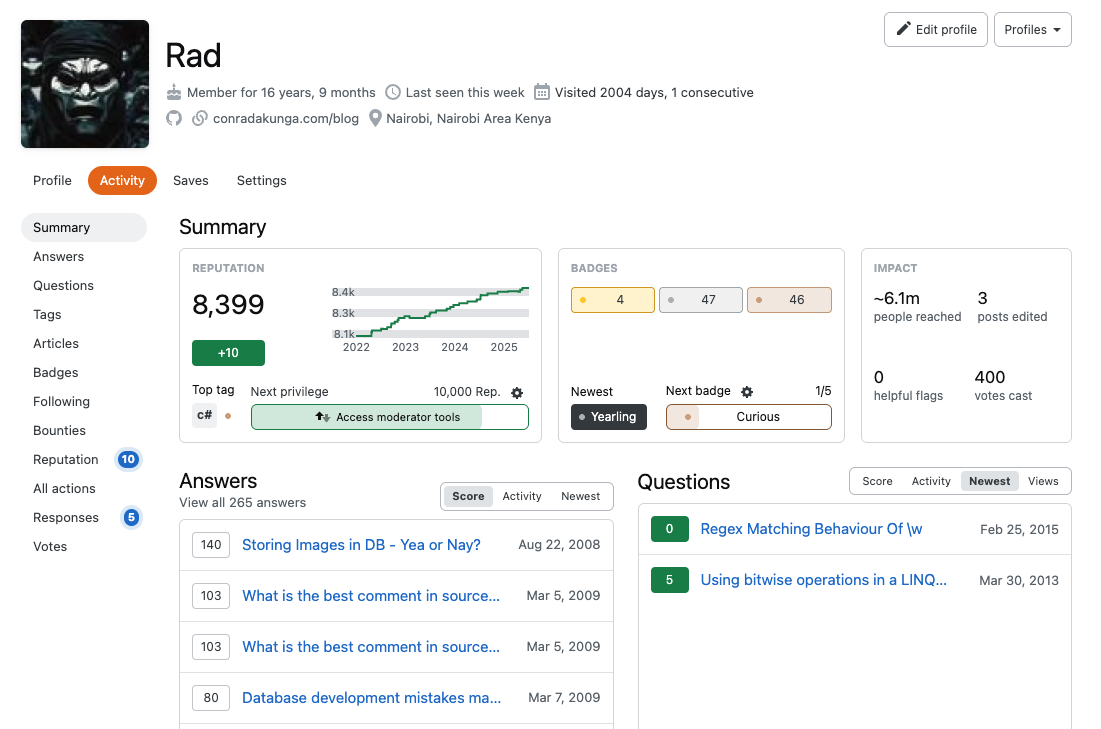 Edit profile
Profiles
Rad
Member for 16 years, 9 months Last seen this week Visited 2004 days, 1 consecutive
conradakunga.com/blog Nairobi, Nairobi Area Kenya
Profile Activity Saves Settings
Summary
Answers
Questions
Tags
Articles
Badges
Following
Bounties
Reputation 10
All actions
Responses 5
Votes
Summary
REPUTATION
8,399
+10
8.4k
8.3k
8.1k
2022 2023 2024 2025
Top tag
c#
Next privilege 10,000 Rep.
Access moderator tools
BADGES
4 47 46
Newest
Yearling
Next badge 1/5
Curious
IMPACT
~6.1m
people reached
3
posts edited
0
helpful flags
400
votes cast
Answers
View all 265 answers
Score Activity Newest
140 Storing Images in DB - Yea or Nay? Aug 22, 2008
103 What is the best comment in source... Mar 5, 2009
103 What is the best comment in source... Mar 5, 2009
80 Database development mistakes ma... Mar 7, 2009
Questions
Score Activity Newest Views
0 Regex Matching Behaviour Of \w Feb 25, 2015
5 Using bitwise operations in a LINQ... Mar 30, 2013